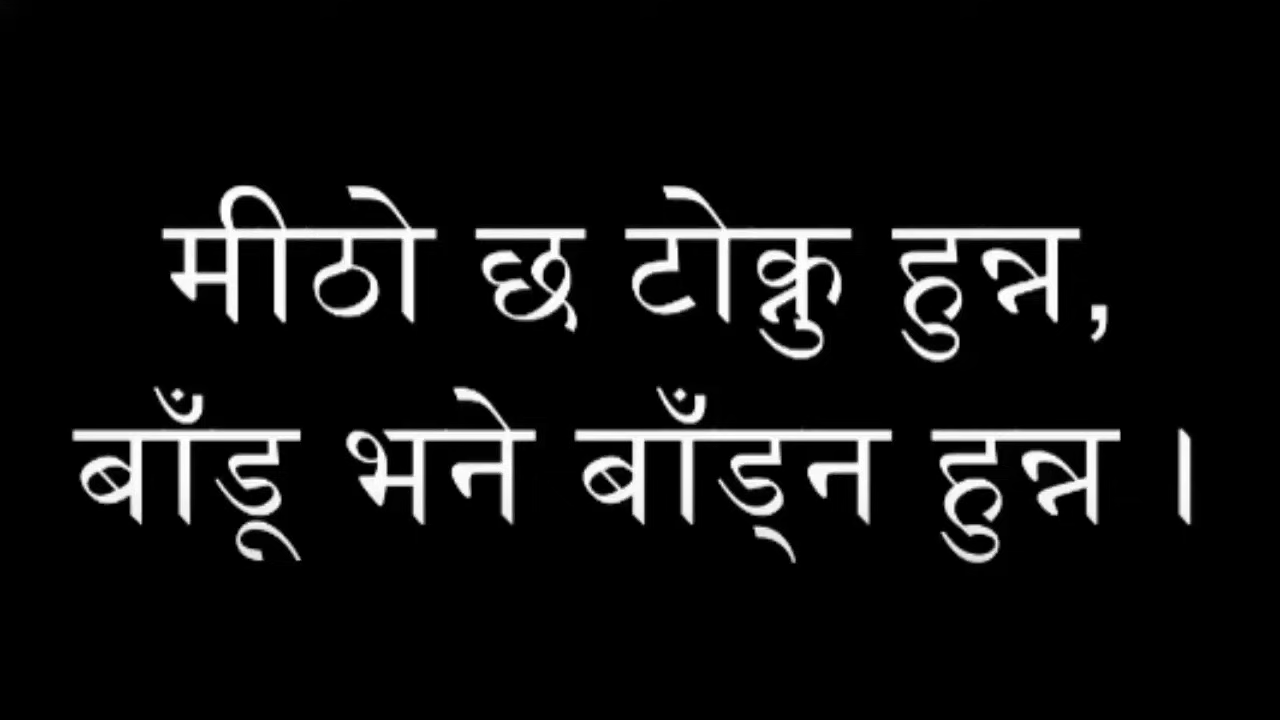 मीठो छ टोक्नु हुन्न,
बाँडू भने बाँड्न हुन्न ।